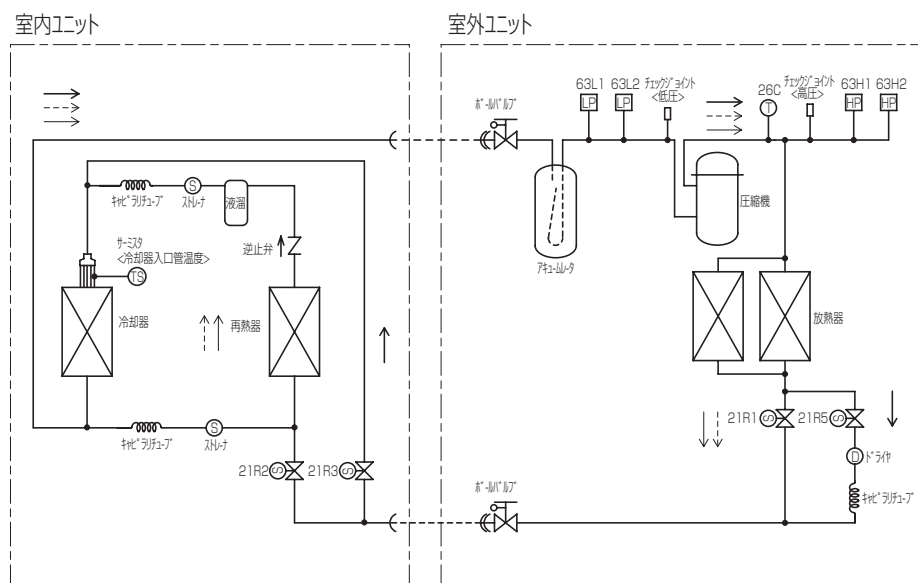 室内ユニット
室外ユニット
ボールバルブ
63L1
LP
63L2
LP
チェックジョイント
<低圧>
26C
T
チェックジョイント
<高圧>
63H1
HP
63H2
HP
キャピラリチューブ
S
ストレーナ
液溜
圧縮機
アキュームレータ
サーミスタ
<冷却器入口管温度>
TS
逆止弁
冷却器
再熱器
放熱器
キャピラリチューブ
S
ストレーナ
21R1
S
21R5
S
21R2
S
21R3
S
D
ドライヤ
キャピラリチューブ
ボールバルブ